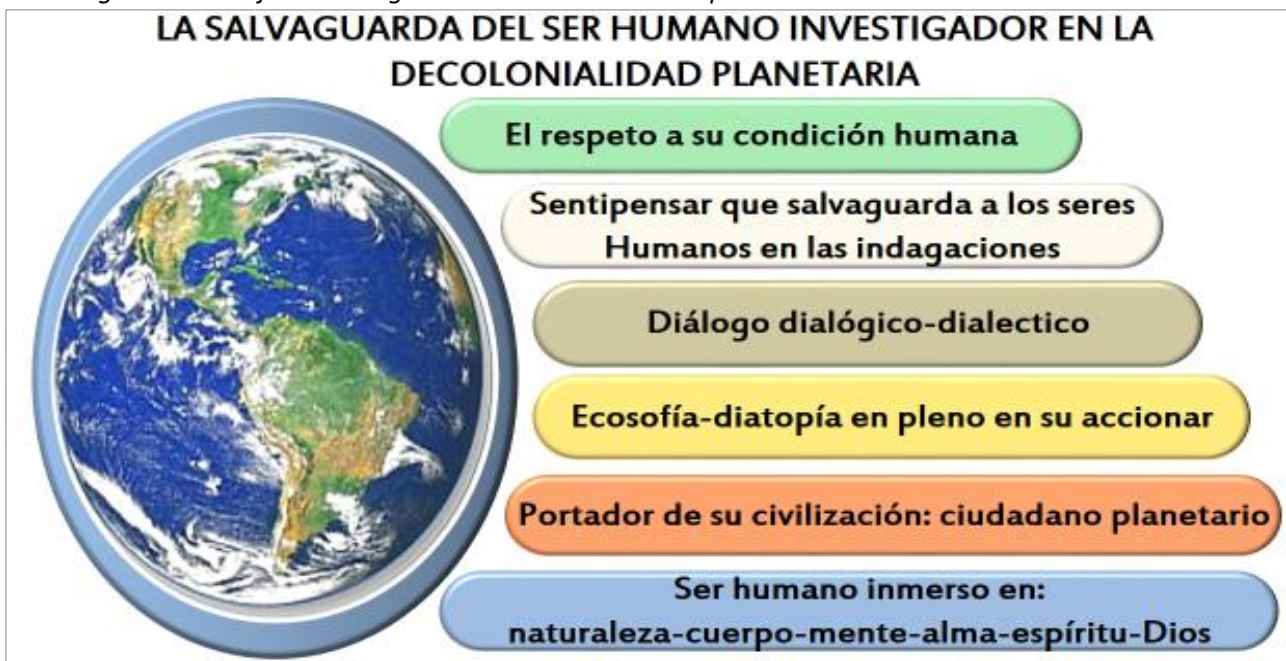 LA SALVAGUARDA DEL SER HUMANO INVESTIGADOR EN LA
DECOLONIALIDAD PLANETARIA
El respeto a su condición humana
Sentipensar que salvaguarda a los seres
Humanos en las indagaciones
Diálogo dialógico-dialectico
Ecosofía-diatopía en pleno en su accionar
Portador de su civilización: ciudadano planetario
Ser humano inmerso en:
naturaleza-cuerpo-mente-alma-espíritu-Dios